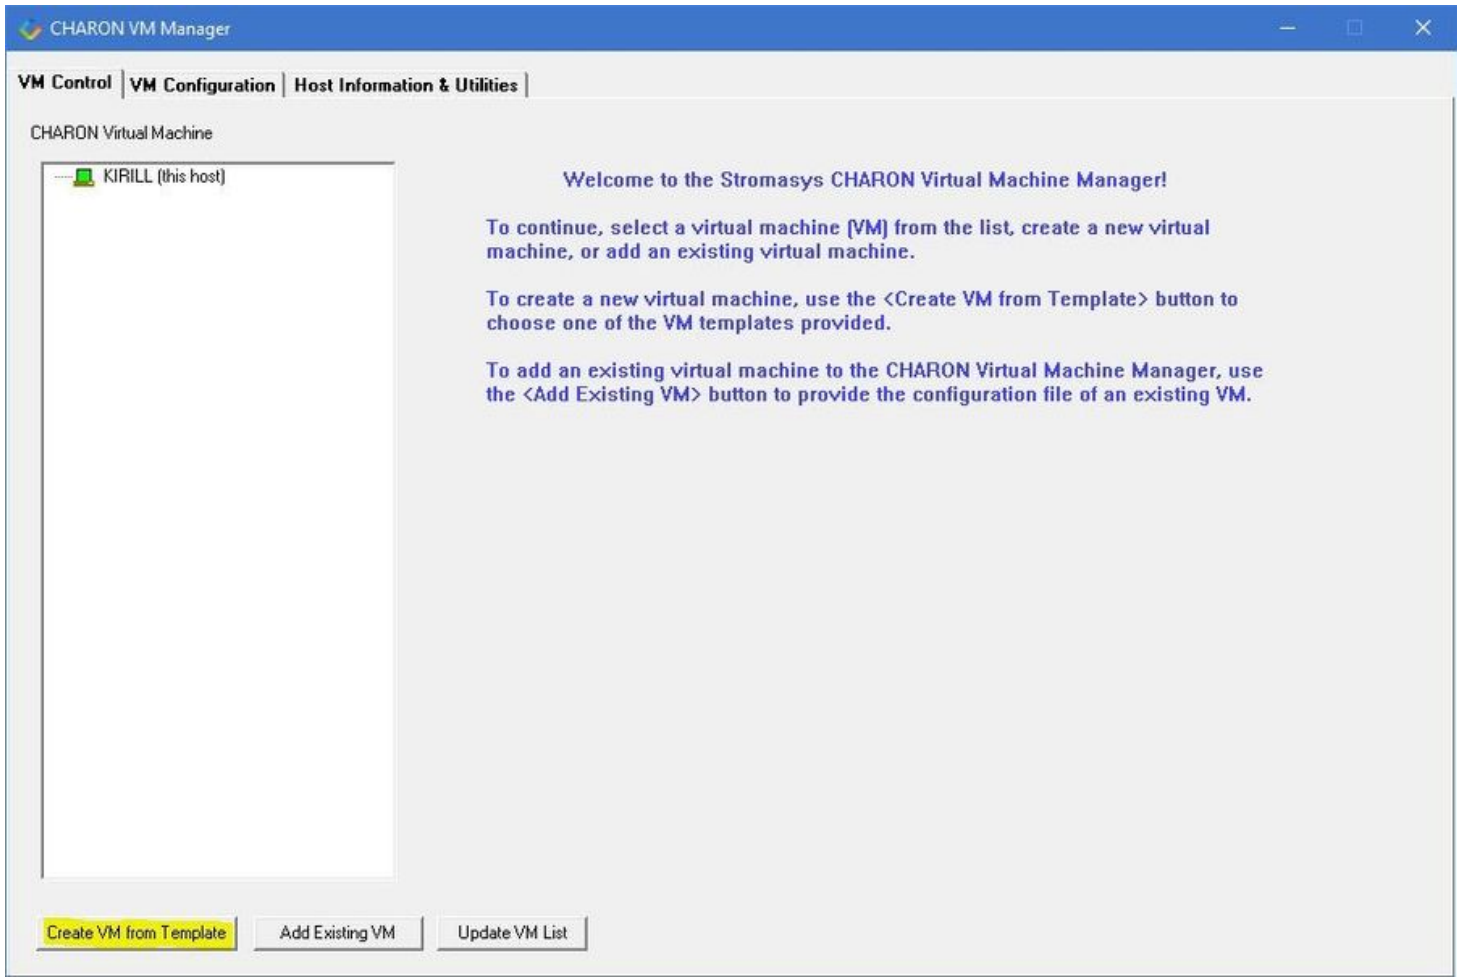 CHARON VM Manager
VM Control
VM Configuration
Host Information & Utilities
CHARON Virtual Machine
KIRILL (this host)
Welcome to the Stromasys CHARON Virtual Machine Manager!
To continue, select a virtual machine (VM) from the list, create a new virtual
machine, or add an existing virtual machine.
To create a new virtual machine, use the <Create VM from Template> button to
choose one of the VM templates provided.
To add an existing virtual machine to the CHARON Virtual Machine Manager, use
the <Add Existing VM> button to provide the configuration file of an existing VM.
Create VM from Template
Add Existing VM
Update VM List